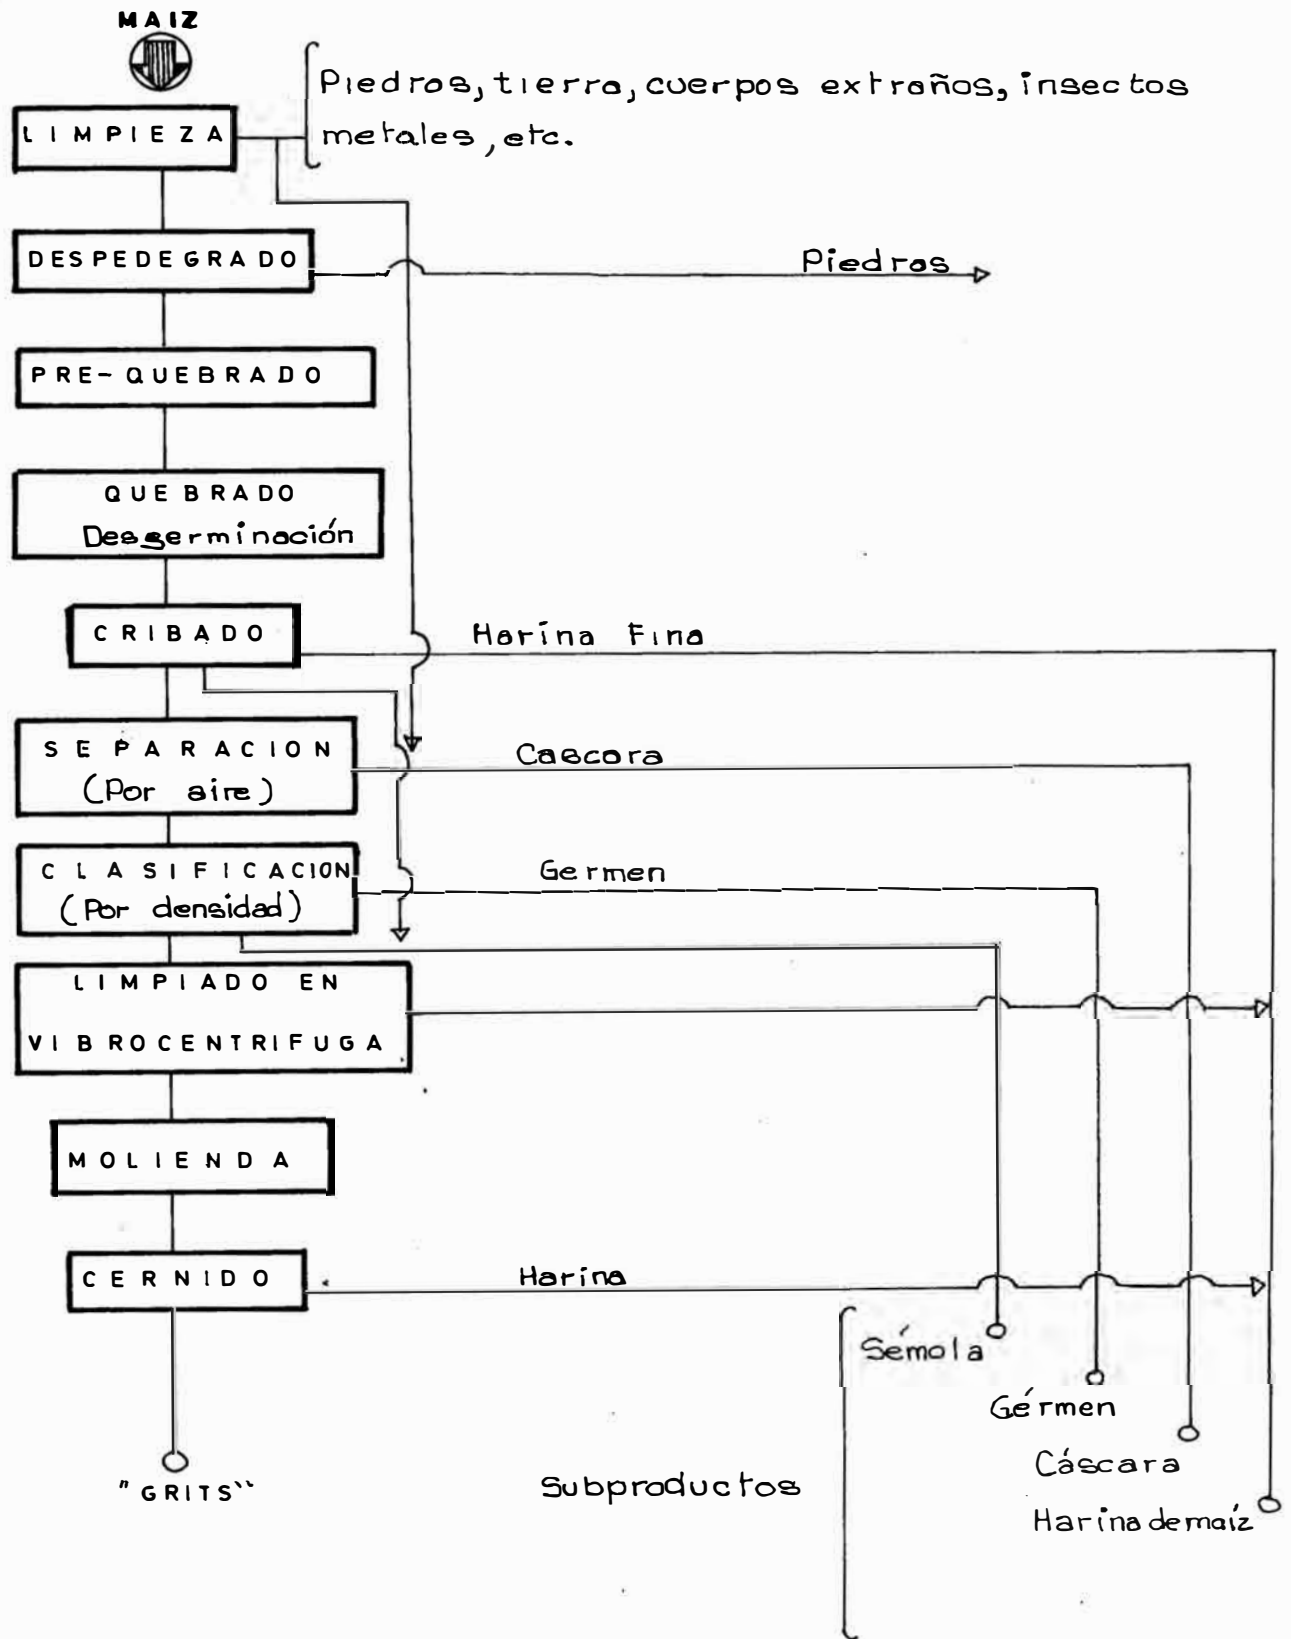 MAIZ
Piedras, tierra, cuerpos extraños, insectos
metales, etc.
LIMPIEZA
DESPEDEGRADO
Piedras
PRE-QUEBRADO
QUEBRADO
Desgerminación
CRIBADO
Harína Fina
SEPARACION
(Por aire)
Cascara
CLASIFICACION
(Por densidad)
Germen
LIMPIADO EN
VIBROCENTRIFUGA
MOLIENDA
CERNIDO
Harina
Sémola
Gérmen
Cáscara
Harina de maíz
Subproductos
"GRITS"